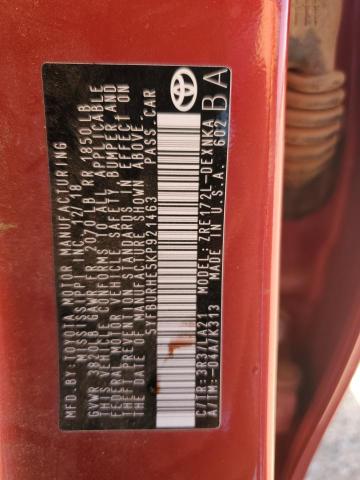 MFD.BY:TOYOTA MOTOR MANUFACTURING
MISSISSIPPI INC. 12/18
GVWR 3820LB GAWR FR 2070LB RR 1850LB
THIS VEHICLE CONFORMS TO ALL APPLICABLE
FEDERAL MOTOR VEHICLE SAFETY, BUMPER, AND
THEFT PREVENTION STANDARDS IN EFFECT ON
THE DATE OF MANUFACTURE SHOWN ABOVE.
5YFBURHE5KP921463 PASS.CAR
C/TR:3R3/LA21 MODEL:ZRE172L-DEXNKA
A/TM:-04A/K313 MADE IN U.S.A. 602
BA
TOYOTA